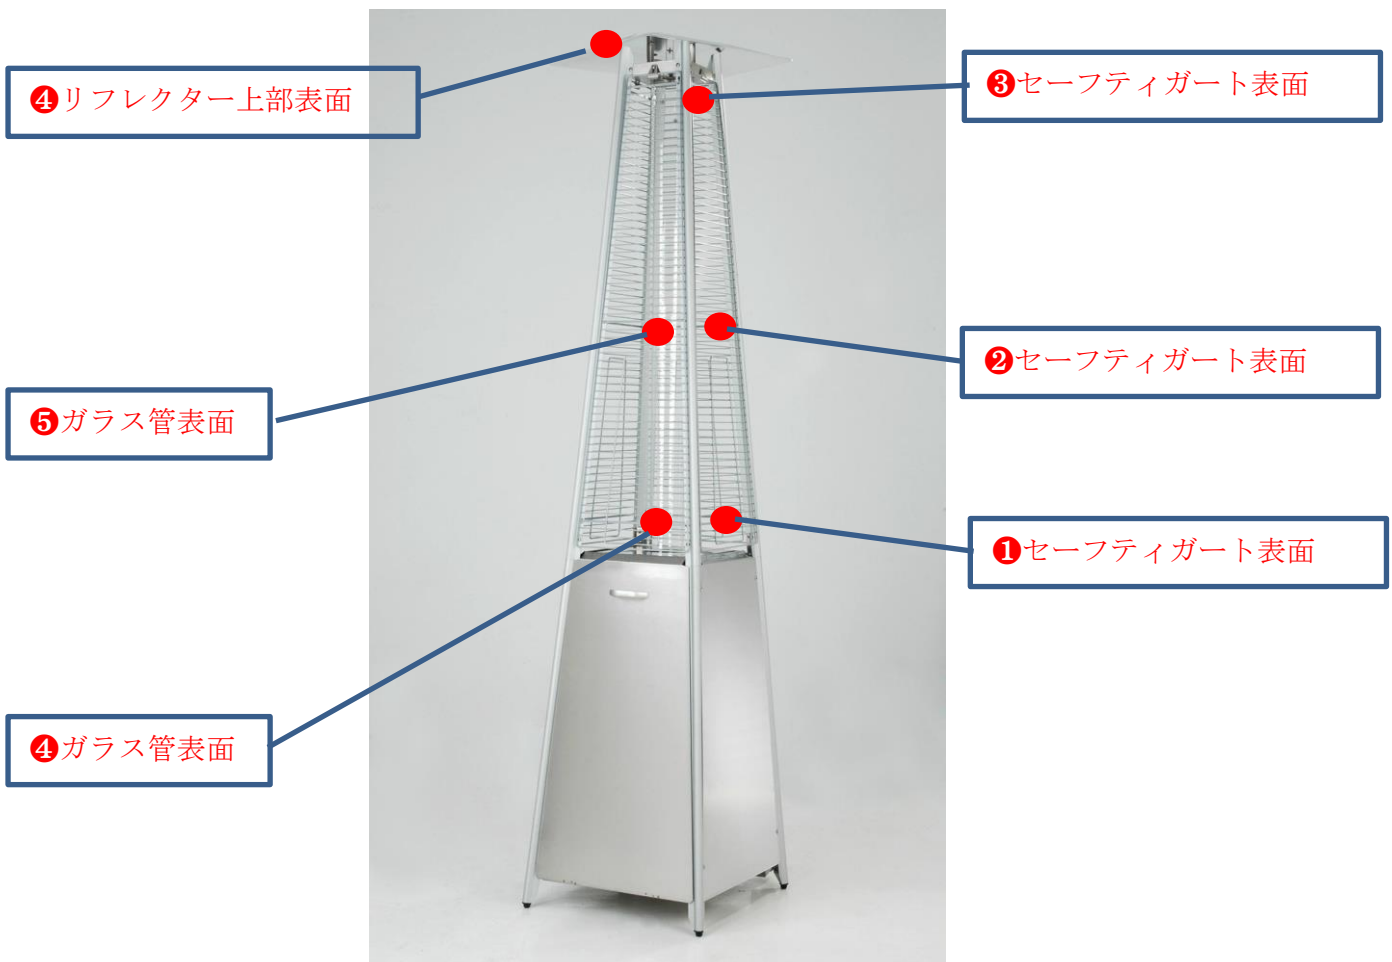 ❹リフレクター上部表面
❸セーフティガート表面
❷セーフティガート表面
❺ガラス管表面
❶セーフティガート表面
❹ガラス管表面